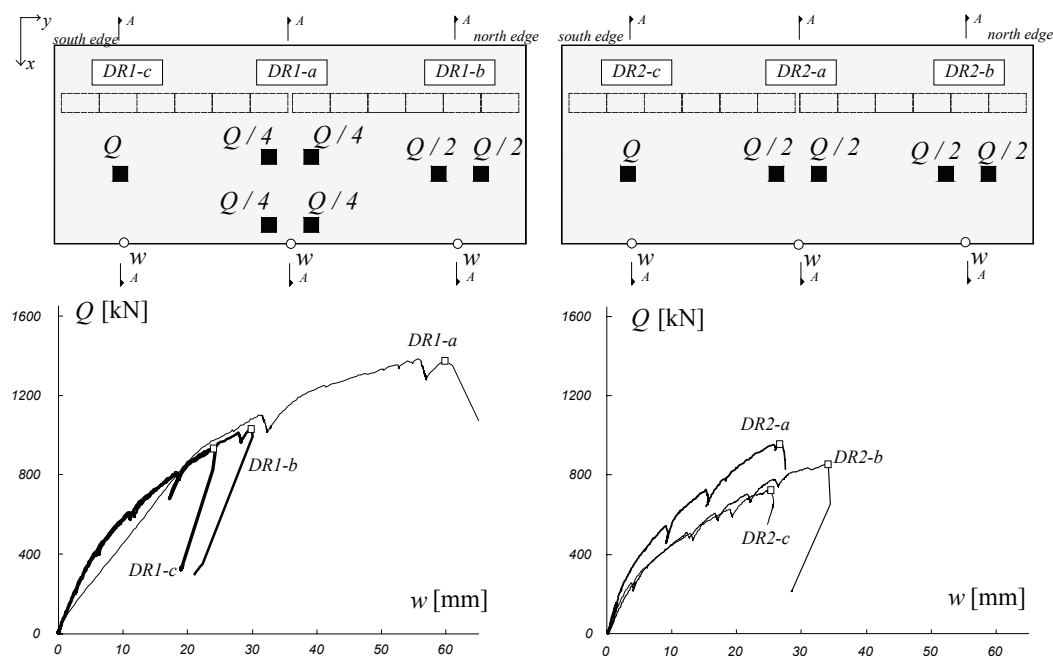 y
x
A A A
south edge
north edge
DR1-c DR1-a DR1-b
Q Q / 4 Q / 4 Q / 2 Q / 2
Q / 4 Q / 4
w w w
A A A
A A A
south edge
north edge
DR2-c DR2-a DR2-b
Q Q / 2 Q / 2 Q / 2 Q / 2
w w w
A A A
Q [kN]
1600
1200
800
400
0
DR1-a
DR1-b
DR1-c
w [mm]
0 10 20 30 40 50 60
Q [kN]
1600
1200
800
400
0
DR2-a
DR2-b
DR2-c
w [mm]
0 10 20 30 40 50 60